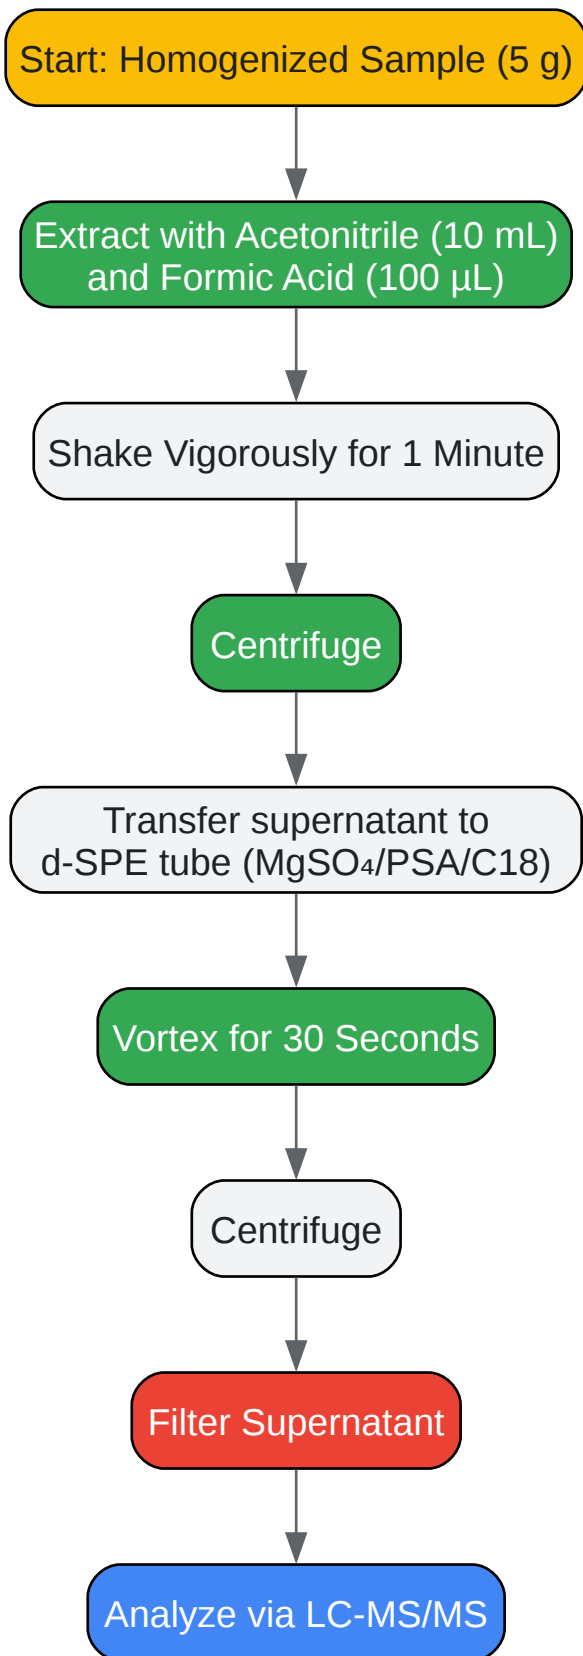 Start: Homogenized Sample (5 g)
Extract with Acetonitrile (10 mL)
and Formic Acid (100 µL)
Shake Vigorously for 1 Minute
Centrifuge
Transfer supernatant to
d-SPE tube (MgSO₄/PSA/C18)
Vortex for 30 Seconds
Centrifuge
Filter Supernatant
Analyze via LC-MS/MS